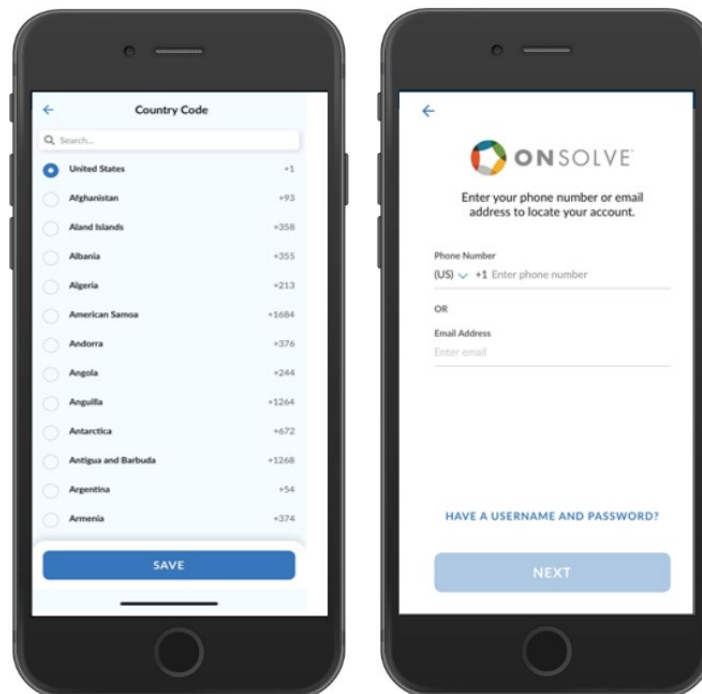 Country Code
Search...
United States +1
Afghanistan +93
Aland Islands +358
Albania +355
Algeria +213
American Samoa +1684
Andorra +376
Angola +244
Anguilla +1264
Antarctica +672
Antigua and Barbuda +1268
Argentina +54
Armenia +374
SAVE
ONSOLVE
Enter your phone number or email
address to locate your account.
Phone Number
(US) +1 Enter phone number
OR
Email Address
Enter email
HAVE A USERNAME AND PASSWORD?
NEXT